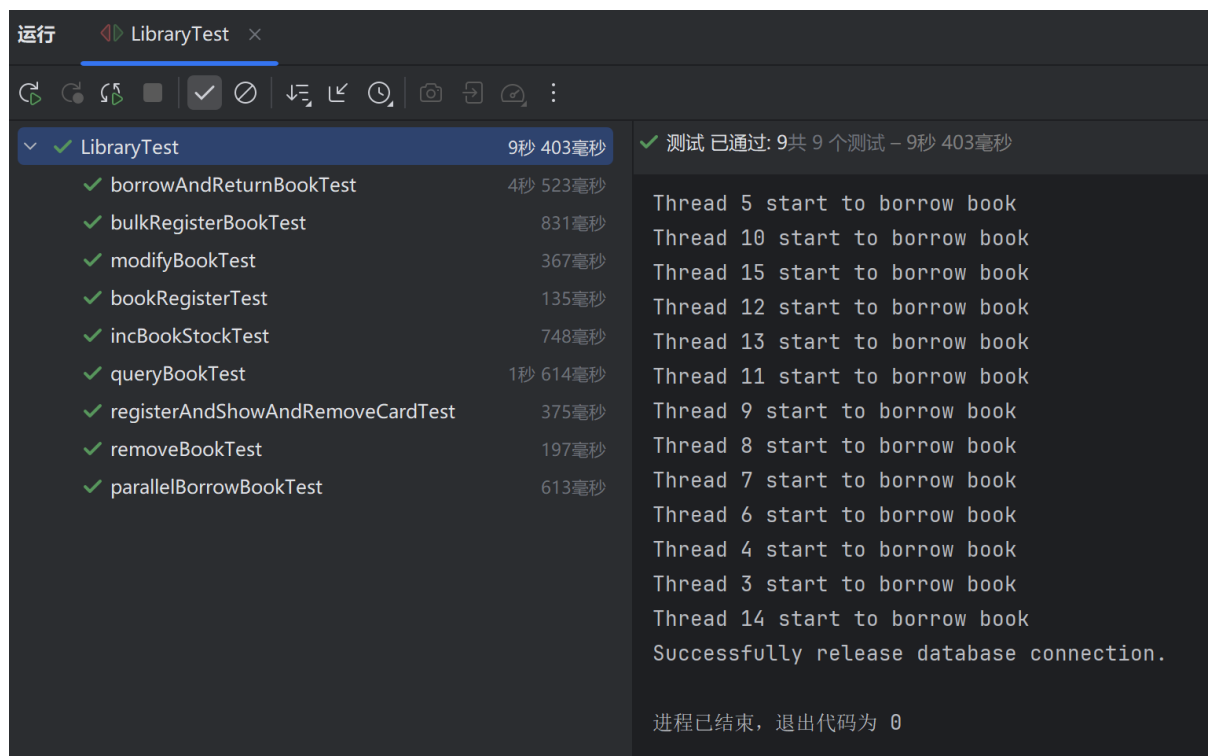 运行 LibraryTest
LibraryTest 9秒 403毫秒
borrowAndReturnBookTest 4秒 523毫秒
bulkRegisterBookTest 831毫秒
modifyBookTest 367毫秒
bookRegisterTest 135毫秒
incBookStockTest 748毫秒
queryBookTest 1秒 614毫秒
registerAndShowAndRemoveCardTest 375毫秒
removeBookTest 197毫秒
parallelBorrowBookTest 613毫秒
测试 已通过: 9共 9 个测试 – 9秒 403毫秒
Thread 5 start to borrow book
Thread 10 start to borrow book
Thread 15 start to borrow book
Thread 12 start to borrow book
Thread 13 start to borrow book
Thread 11 start to borrow book
Thread 9 start to borrow book
Thread 8 start to borrow book
Thread 7 start to borrow book
Thread 6 start to borrow book
Thread 4 start to borrow book
Thread 3 start to borrow book
Thread 14 start to borrow book
Successfully release database connection.
进程已结束，退出代码为 0